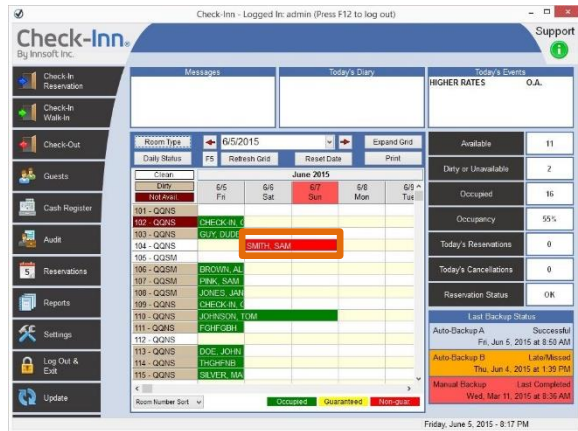 Check-Inn - Logged In: admin (Press F12 to log out)
Check-Inn®
By Innsoft Inc.
Support
Check-In Reservation
Check-In Walk-In
Check-Out
Guests
Cash Register
Audit
5 Reservations
Reports
Settings
Log Out & Exit
Update
Messages
Today's Diary
Today's Events
HIGHER RATES O.A.
Room Type 6/5/2015 Expand Grid
Daily Status F5 Refresh Grid Reset Date Print
Clean June 2015
Dirty 6/5 6/6 6/7 6/8 6/9
Not Avail. Fri Sat Sun Mon Tue
101 - QQNS
102 - QQNS CHECK-IN, C
103 - QQNS GUY, DUDE
104 - QQNS SMITH, SAM
105 - QQSM
106 - QQSM BROWN, AL
107 - QQSM PINK, SAM
108 - QQSM JONES, JAN
109 - QQNS CHECK-IN, C
110 - QQNS JOHNSON, TOM
111 - QQNS FGHFGBH
112 - QQNS
113 - QQNS DOE, JOHN
114 - QQNS THGHFNB
115 - QQNS SILVER, MA
Room Number Sort Occupied Guaranteed Non-guar.
Available 11
Dirty or Unavailable 2
Occupied 16
Occupancy 55%
Today's Reservations 0
Today's Cancellations 0
Reservation Status OK
Last Backup Status
Auto-Backup A Successful
Fri, Jun 5, 2015 at 8:50 AM
Auto-Backup B Late/Missed
Thu, Jun 4, 2015 at 1:39 PM
Manual Backup Last Completed
Wed, Mar 11, 2015 at 8:36 AM
Friday, June 5, 2015 - 8:17 PM